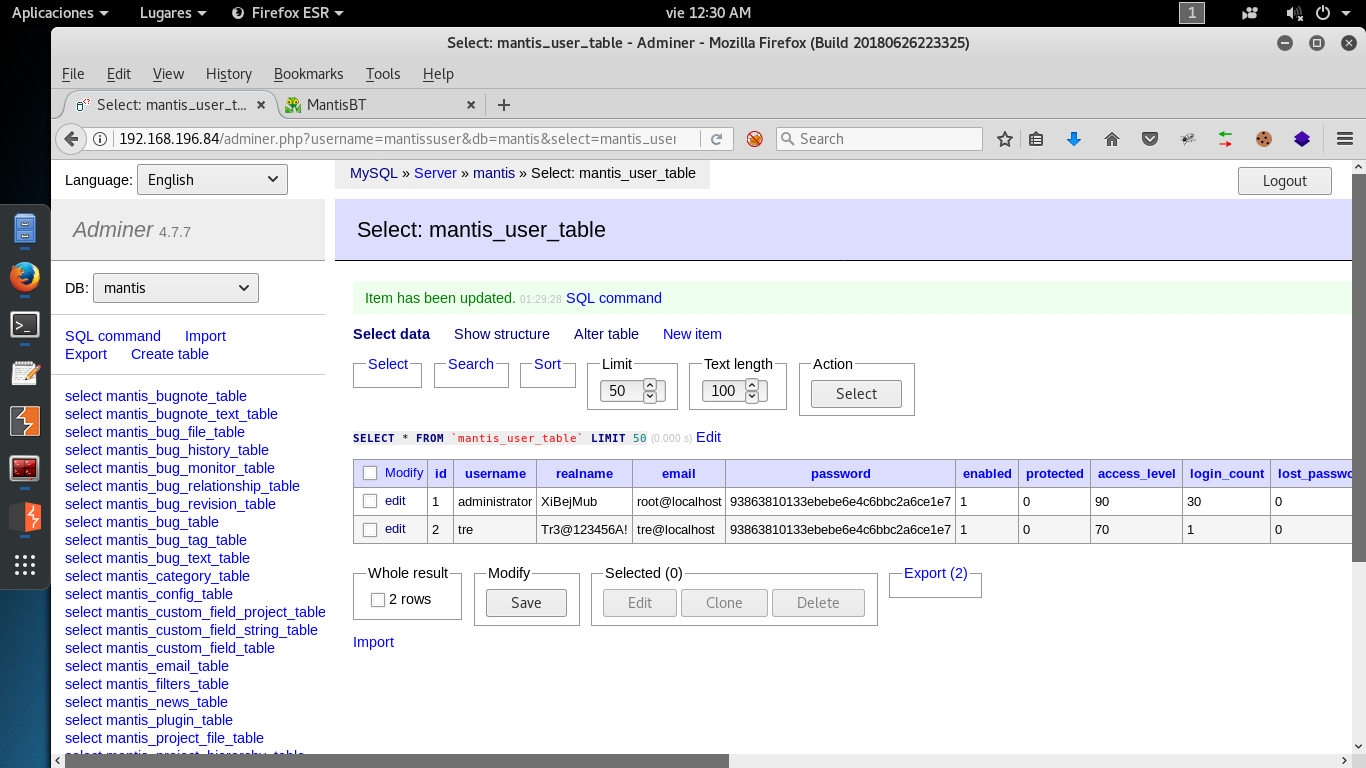 Aplicaciones Lugares Firefox ESR vie 12:30 AM 1
Select: mantis_user_table - Adminer - Mozilla Firefox (Build 20180626223325)
File Edit View History Bookmarks Tools Help
Select: mantis_user_t... MantisBT
192.168.196.84/adminer.php?username=mantissuser&db=mantis&select=mantis_user Search
Language: English
MySQL » Server » mantis » Select: mantis_user_table
Logout
Adminer 4.7.7
Select: mantis_user_table
DB: mantis
Item has been updated. 01:29:28 SQL command
SQL command Import
Export Create table
Select data Show structure Alter table New item
Select Search Sort Limit Text length Action
50 100 Select
SELECT * FROM `mantis_user_table` LIMIT 50 (0.000 s) Edit
Modify id username realname email password enabled protected access_level login_count lost_passwo
edit 1 administrator XiBejMub root@localhost 93863810133ebebe6e4c6bbc2a6ce1e7 1 0 90 30 0
edit 2 tre Tr3@123456A! tre@localhost 93863810133ebebe6e4c6bbc2a6ce1e7 1 0 70 1 0
Whole result Modify Selected (0) Export (2)
2 rows Save Edit Clone Delete
Import
select mantis_bugnote_table
select mantis_bugnote_text_table
select mantis_bug_file_table
select mantis_bug_history_table
select mantis_bug_monitor_table
select mantis_bug_relationship_table
select mantis_bug_revision_table
select mantis_bug_table
select mantis_bug_tag_table
select mantis_bug_text_table
select mantis_category_table
select mantis_config_table
select mantis_custom_field_project_table
select mantis_custom_field_string_table
select mantis_custom_field_table
select mantis_email_table
select mantis_filters_table
select mantis_news_table
select mantis_plugin_table
select mantis_project_file_table
select mantis_project_hierarchy_table